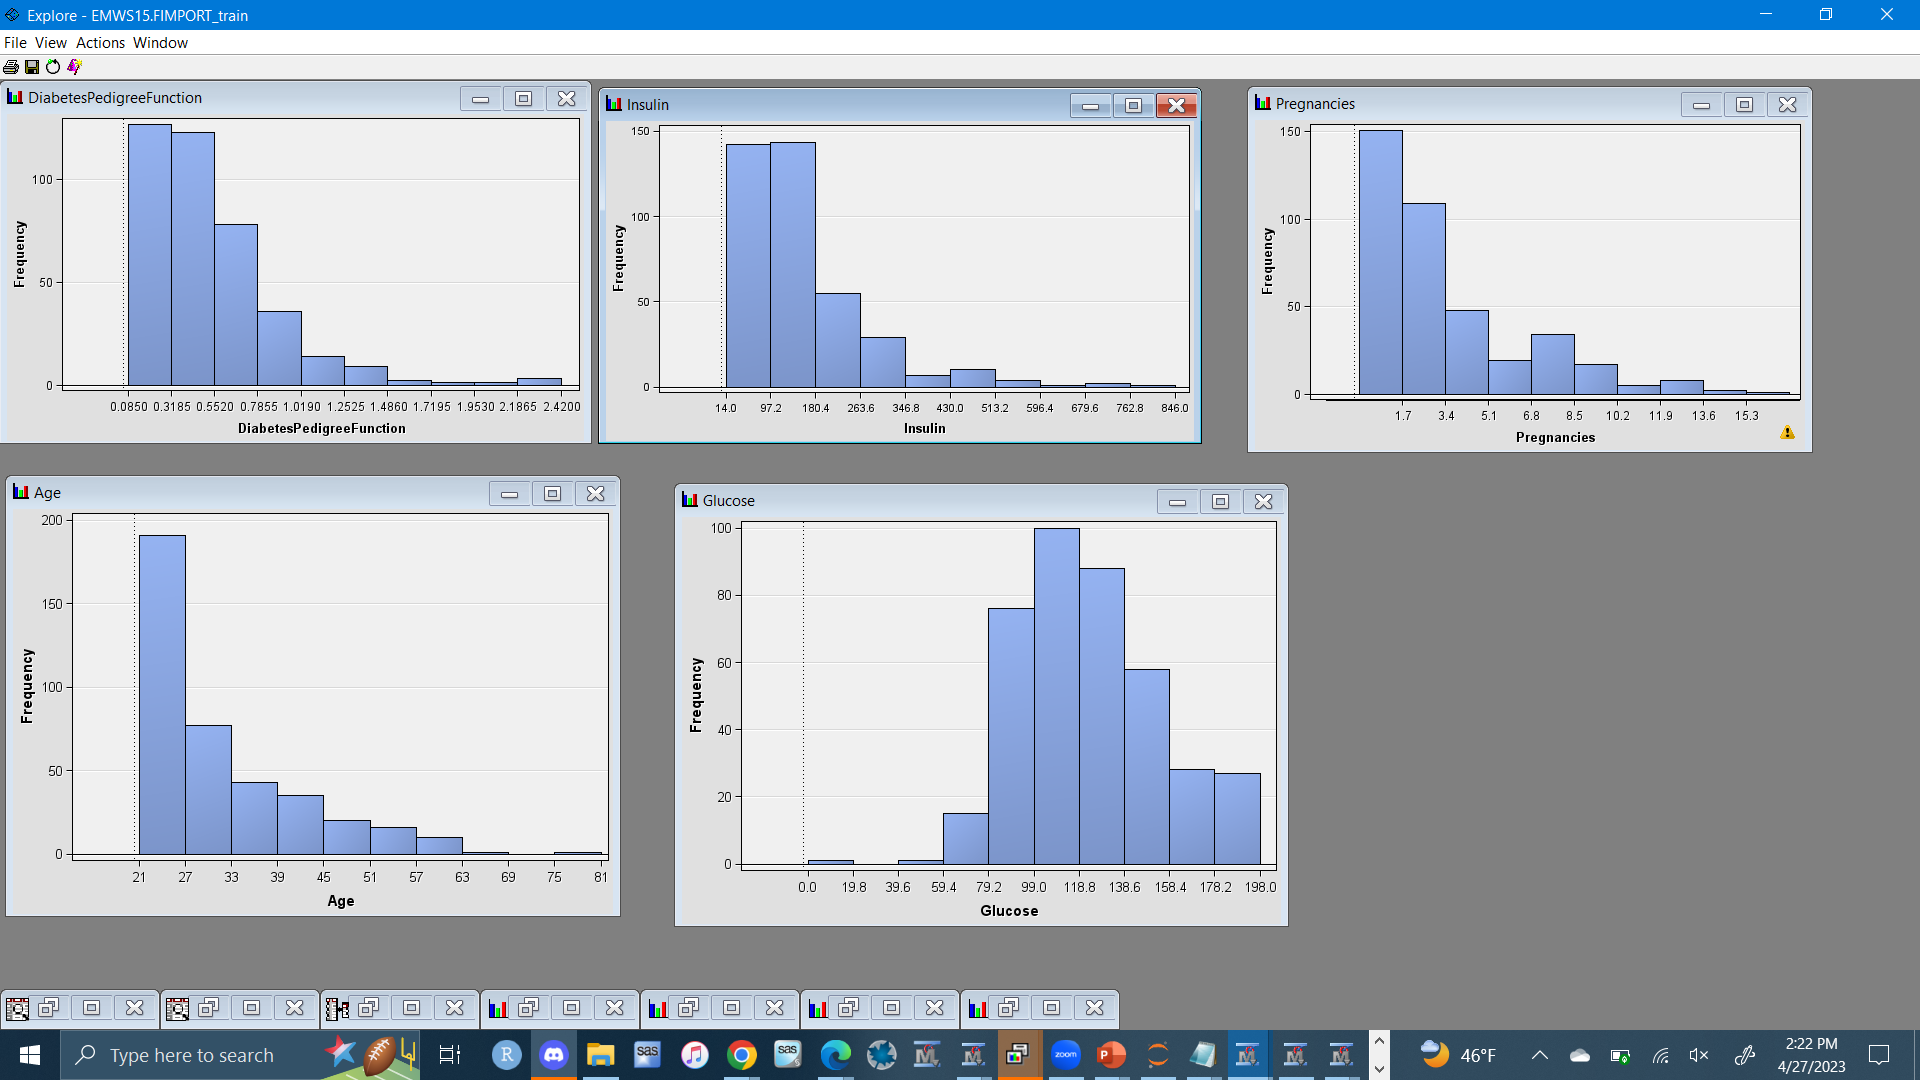 Explore - EMWS15.FIMPORT_train
File View Actions Window
DiabetesPedigreeFunction
Frequency
100
50
0
0.0850 0.3185 0.5520 0.7855 1.0190 1.2525 1.4860 1.7195 1.9530 2.1865 2.4200
DiabetesPedigreeFunction
Insulin
Frequency
150
100
50
0
14.0 97.2 180.4 263.6 346.8 430.0 513.2 596.4 679.6 762.8 846.0
Insulin
Pregnancies
Frequency
150
100
50
0
1.7 3.4 5.1 6.8 8.5 10.2 11.9 13.6 15.3
Pregnancies
Age
Frequency
200
150
100
50
0
21 27 33 39 45 51 57 63 69 75 81
Age
Glucose
Frequency
100
80
60
40
20
0
0.0 19.8 39.6 59.4 79.2 99.0 118.8 138.6 158.4 178.2 198.0
Glucose
Type here to search
R
sas
sas
zoom
P
46°F
2:22 PM
4/27/2023